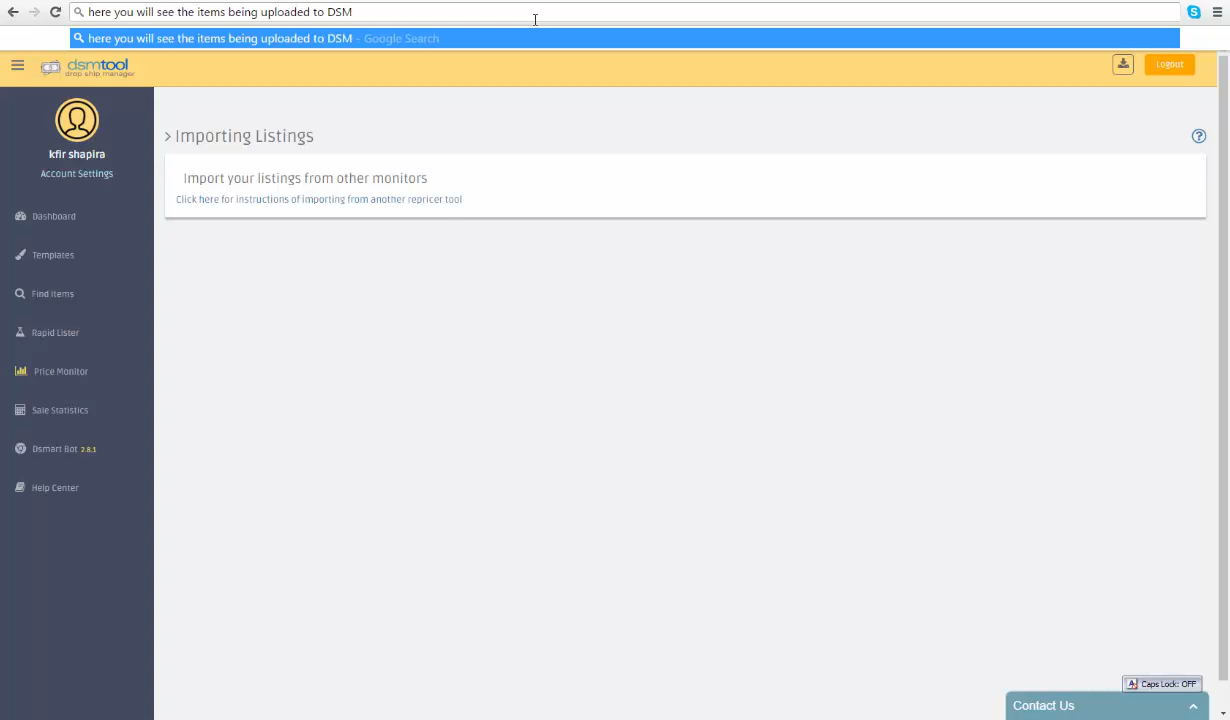 here you will see the items being uploaded to DSM
here you will see the items being uploaded to DSM - Google Search
dsmtool
drop ship manager
Logout
kfir shapira
Account Settings
Dashboard
Templates
Find Items
Rapid Lister
Price Monitor
Sale Statistics
Dsmart Bot 2.8.1
Help Center
> Importing Listings
Import your listings from other monitors
Click here for instructions of importing from another repricer tool
Caps Lock: OFF
Contact Us